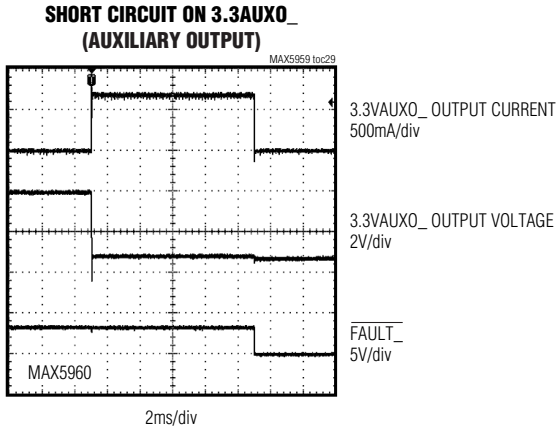 SHORT CIRCUIT ON 3.3AUXO_
(AUXILIARY OUTPUT)
MAX5959 toc29
T
3.3VAUXO_ OUTPUT CURRENT
500mA/div
3.3VAUXO_ OUTPUT VOLTAGE
2V/div
FAULT_
5V/div
MAX5960
2ms/div